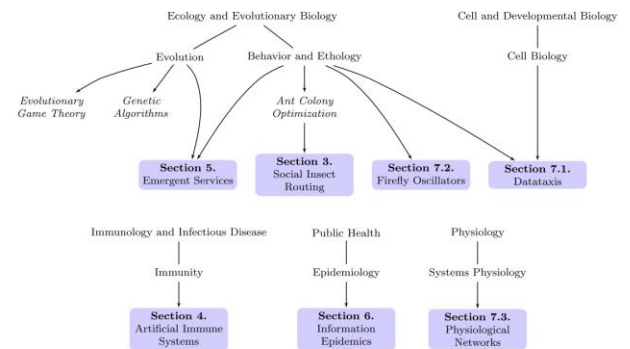 Ecology and Evolutionary Biology
Cell and Developmental Biology
Evolution
Behavior and Ethology
Cell Biology
Evolutionary
Game Theory
Genetic
Algorithms
Ant Colony
Optimization
Section 5.
Emergent Services
Section 3.
Social Insect
Routing
Section 7.2.
Firefly Oscillators
Section 7.1.
Datataxis
Immunology and Infectious Disease
Public Health
Physiology
Immunity
Epidemiology
Systems Physiology
Section 4.
Artificial Immune
Systems
Section 6.
Information
Epidemics
Section 7.3.
Physiological
Networks